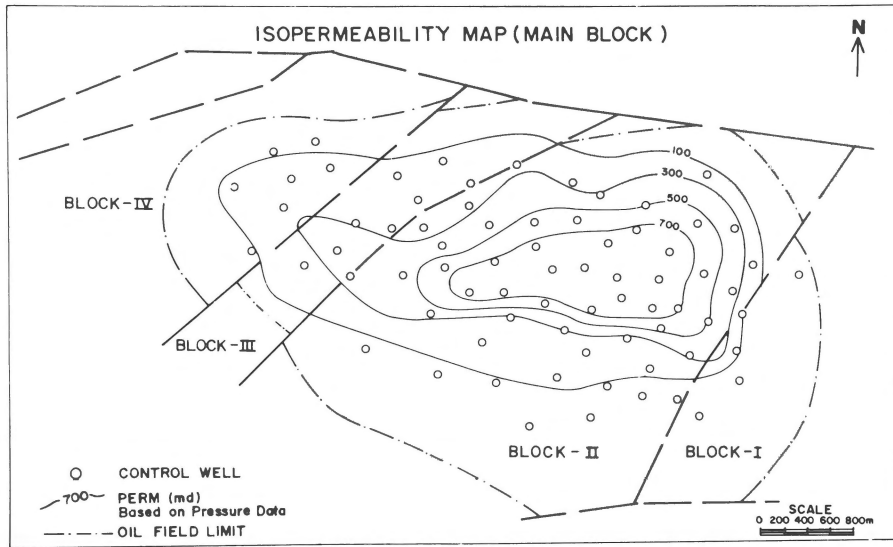 ISOPERMEABILITY MAP (MAIN BLOCK)
N
100
300
500
700
BLOCK-IV
BLOCK-III
BLOCK-II
BLOCK-I
CONTROL WELL
700 PERM (md)
Based on Pressure Data
OIL FIELD LIMIT
SCALE
0 200 400 600 800m